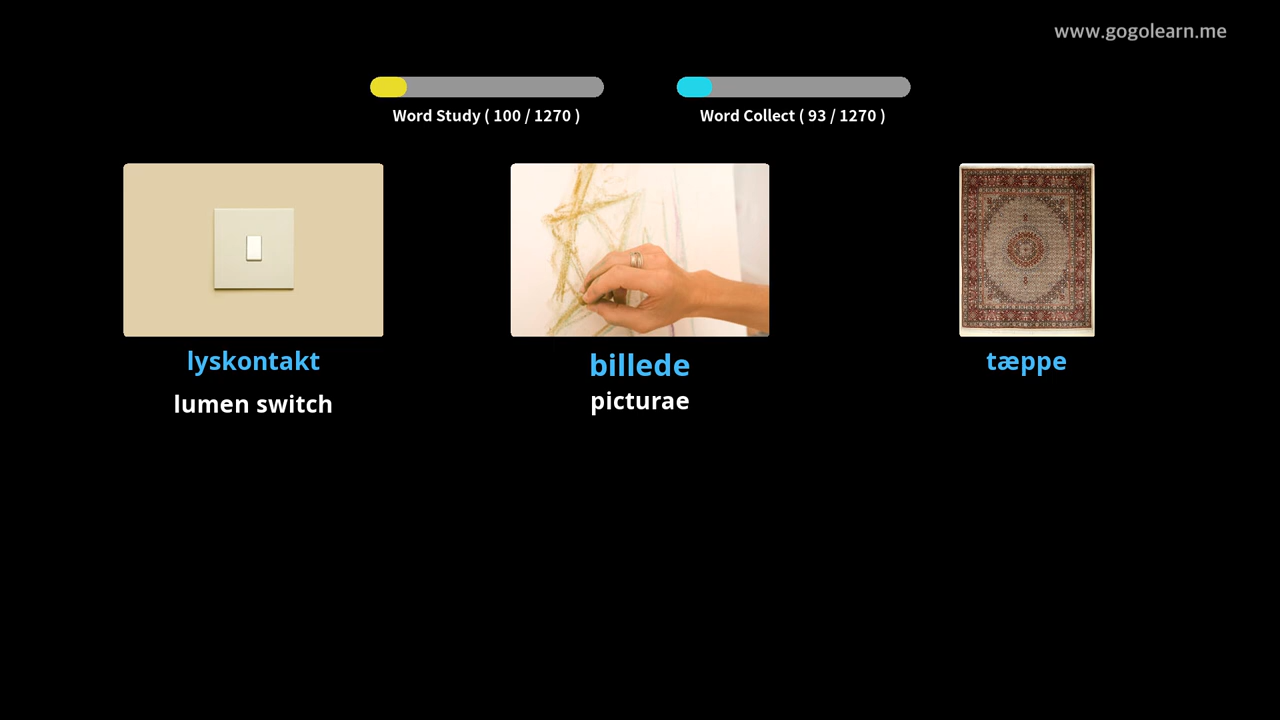 www.gogolearn.me
Word Study ( 100 / 1270 )
Word Collect ( 93 / 1270 )
lyskontakt
lumen switch
billede
picturae
tæppe